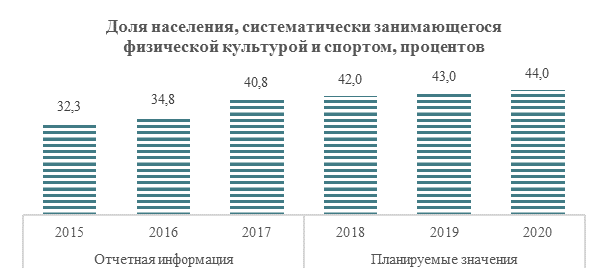 Доля населения, систематически занимающегося
физической культурой и спортом, процентов
32,3 34,8 40,8 42,0 43,0 44,0
2015 2016 2017 2018 2019 2020
Отчетная информация Планируемые значения